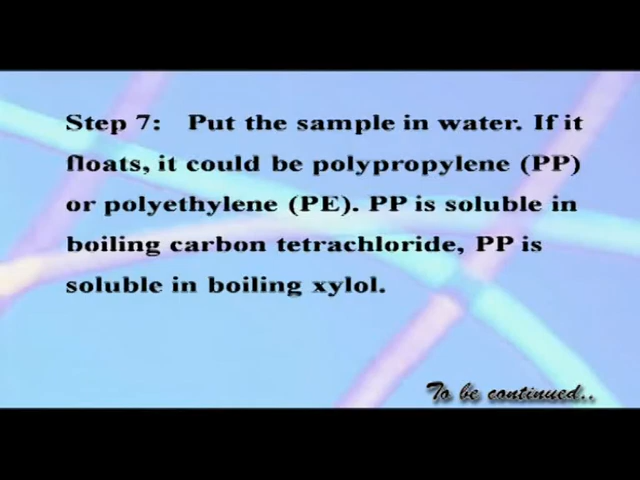 Step 7: Put the sample in water. If it
floats, it could be polypropylene (PP)
or polyethylene (PE). PP is soluble in
boiling carbon tetrachloride, PP is
soluble in boiling xylol.
To be continued..